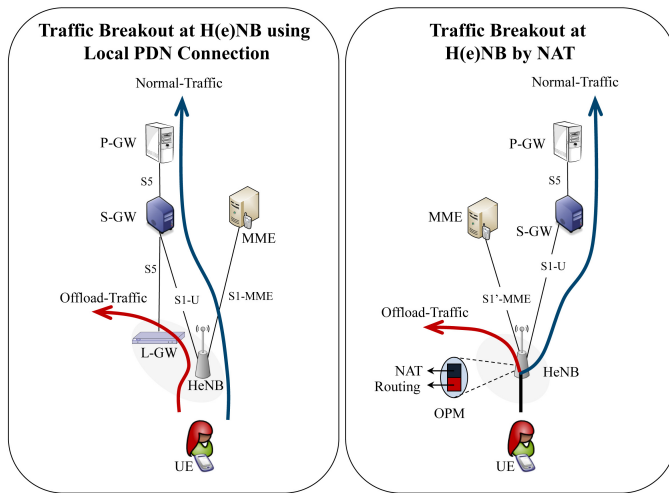 Traffic Breakout at H(e)NB using
Local PDN Connection
Normal-Traffic
P-GW
S5
S-GW
MME
S5
Offload-Traffic
S1-U
S1-MME
L-GW
HeNB
UE
Traffic Breakout at
H(e)NB by NAT
Normal-Traffic
P-GW
S5
MME
S-GW
S1-U
S1'-MME
Offload-Traffic
NAT
HeNB
Routing
OPM
UE